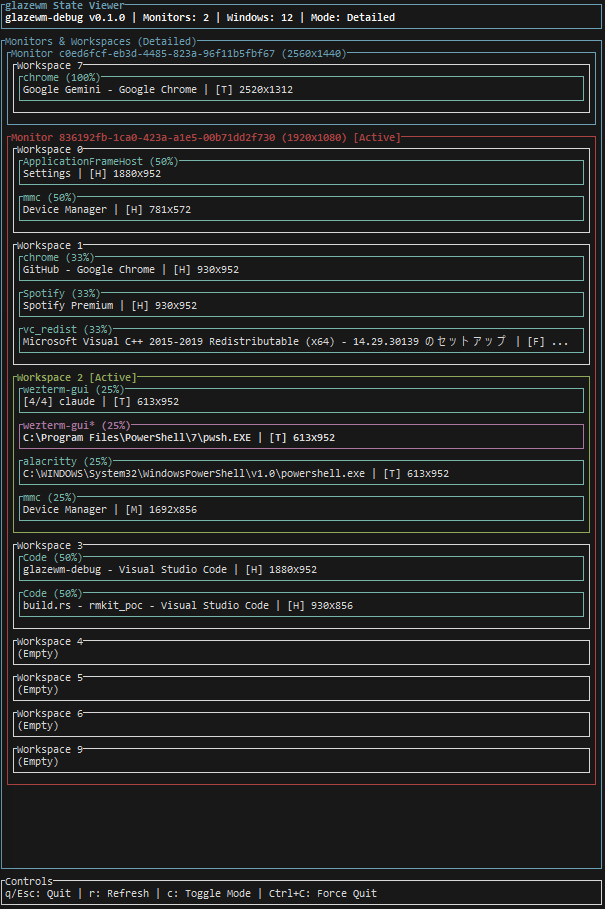 glazewm State Viewer
glazewm-debug v0.1.0 | Monitors: 2 | Windows: 12 | Mode: Detailed
Monitors & Workspaces (Detailed)
Monitor c0ed6fcf-eb3d-4485-823a-96f11b5fbf67 (2560x1440)
Workspace 7
chrome (100%)
Google Gemini - Google Chrome | [T] 2520x1312
Monitor 836192fb-1ca0-423a-a1e5-00b71dd2f730 (1920x1080) [Active]
Workspace 0
ApplicationFrameHost (50%)
Settings | [H] 1880x952
mmc (50%)
Device Manager | [H] 781x572
Workspace 1
chrome (33%)
GitHub - Google Chrome | [H] 930x952
Spotify (33%)
Spotify Premium | [H] 930x952
vc_redist (33%)
Microsoft Visual C++ 2015-2019 Redistributable (x64) - 14.29.30139 のセットアップ | [F] ...
Workspace 2 [Active]
wezterm-gui (25%)
[4/4] claude | [T] 613x952
wezterm-gui* (25%)
C:\Program Files\PowerShell\7\pwsh.EXE | [T] 613x952
alacritty (25%)
C:\WINDOWS\System32\WindowsPowerShell\v1.0\powershell.exe | [T] 613x952
mmc (25%)
Device Manager | [M] 1692x856
Workspace 3
Code (50%)
glazewm-debug - Visual Studio Code | [H] 1880x952
Code (50%)
build.rs - rmkit_poc - Visual Studio Code | [H] 930x856
Workspace 4
(Empty)
Workspace 5
(Empty)
Workspace 6
(Empty)
Workspace 9
(Empty)
Controls
q/Esc: Quit | r: Refresh | c: Toggle Mode | Ctrl+C: Force Quit